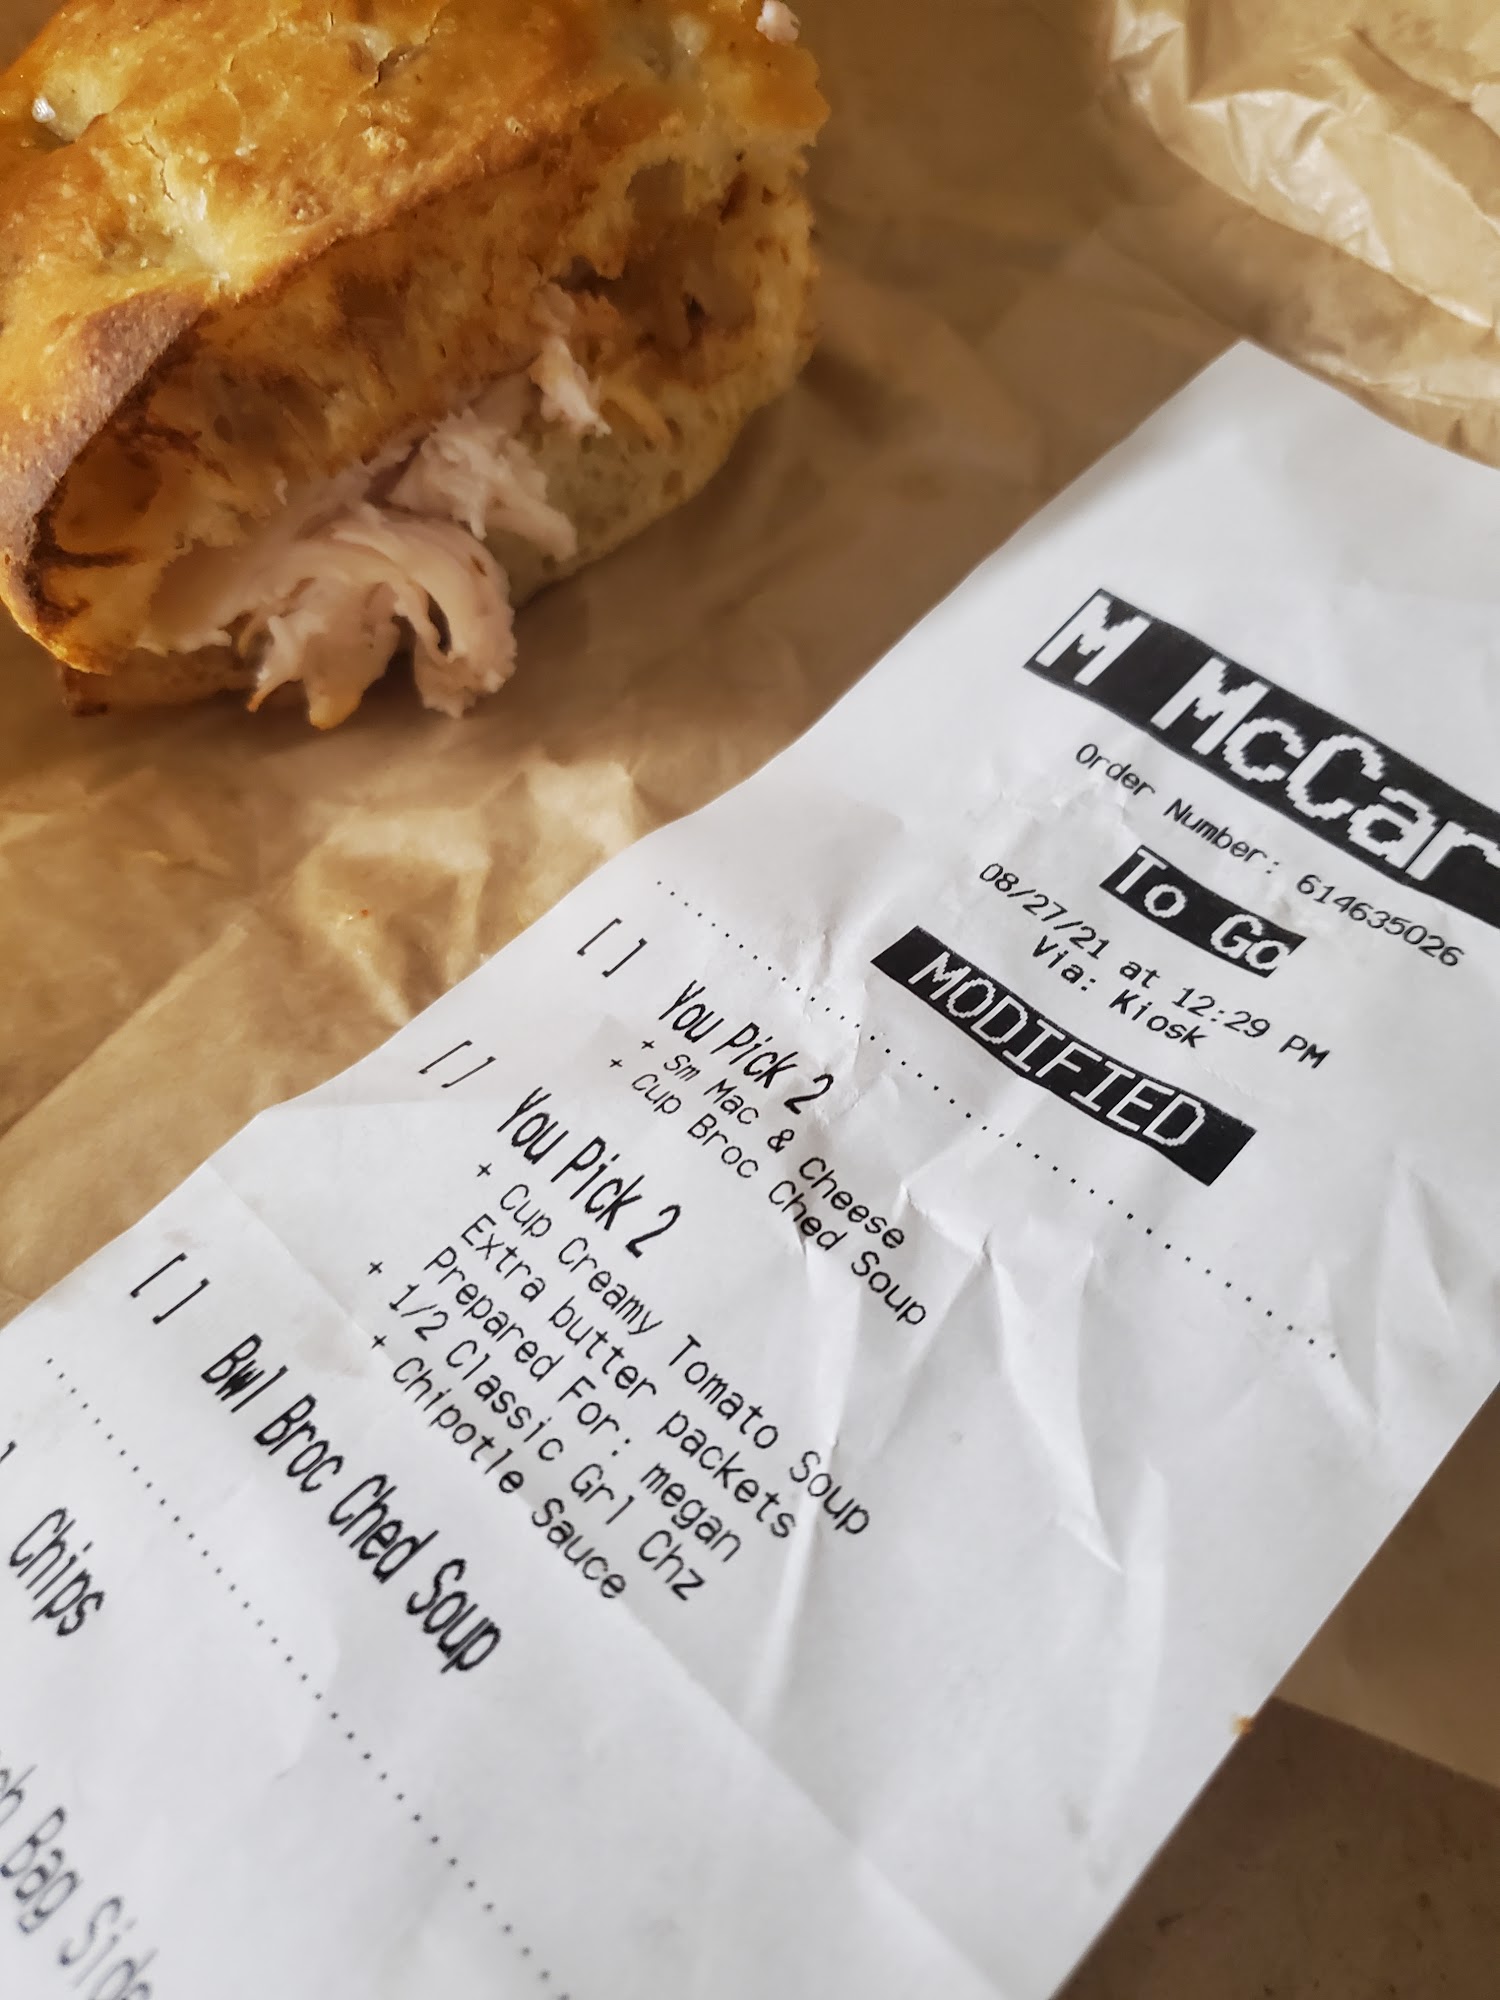 M McCar
Order Number: 614635026
To Go
08/27/21 at 12:29 PM
Via: Kiosk
MODIFIED
[ ] You Pick 2
+ Sm Mac & Cheese
+ Cup Broc Ched Soup
[ ] You Pick 2
+ Cup Creamy Tomato Soup
Extra butter packets
Prepared For: megan
+ 1/2 Classic Grl Chz
+ Chipotle Sauce
[ ] Bwl Broc Ched Soup
Chips
Bag Side